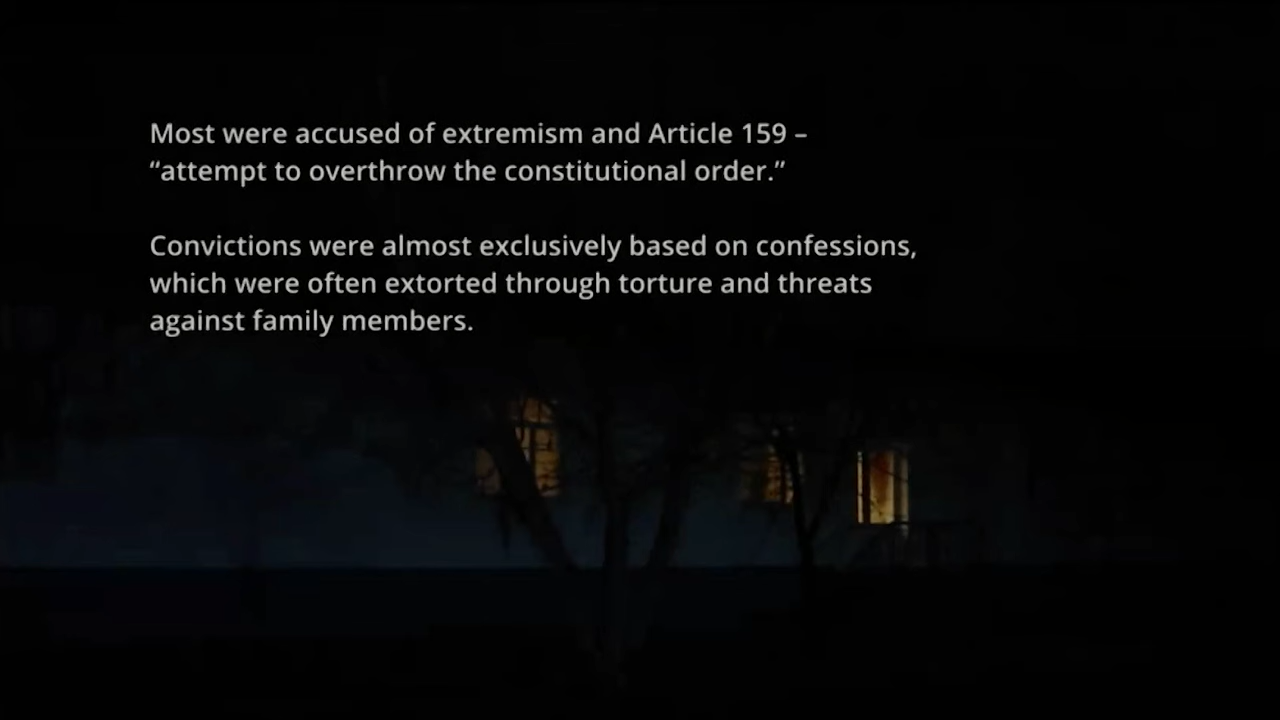 Most were accused of extremism and Article 159 –
“attempt to overthrow the constitutional order.”
Convictions were almost exclusively based on confessions,
which were often extorted through torture and threats
against family members.